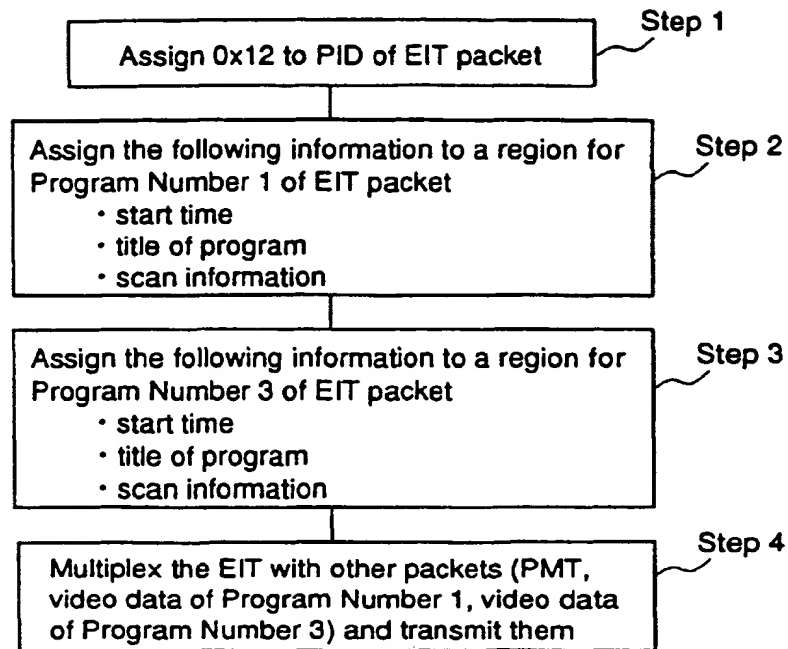 Step 1
Assign 0x12 to PID of EIT packet
Step 2
Assign the following information to a region for
Program Number 1 of EIT packet
・start time
・title of program
・scan information
Step 3
Assign the following information to a region for
Program Number 3 of EIT packet
・start time
・title of program
・scan information
Step 4
Multiplex the EIT with other packets (PMT,
video data of Program Number 1, video data
of Program Number 3) and transmit them